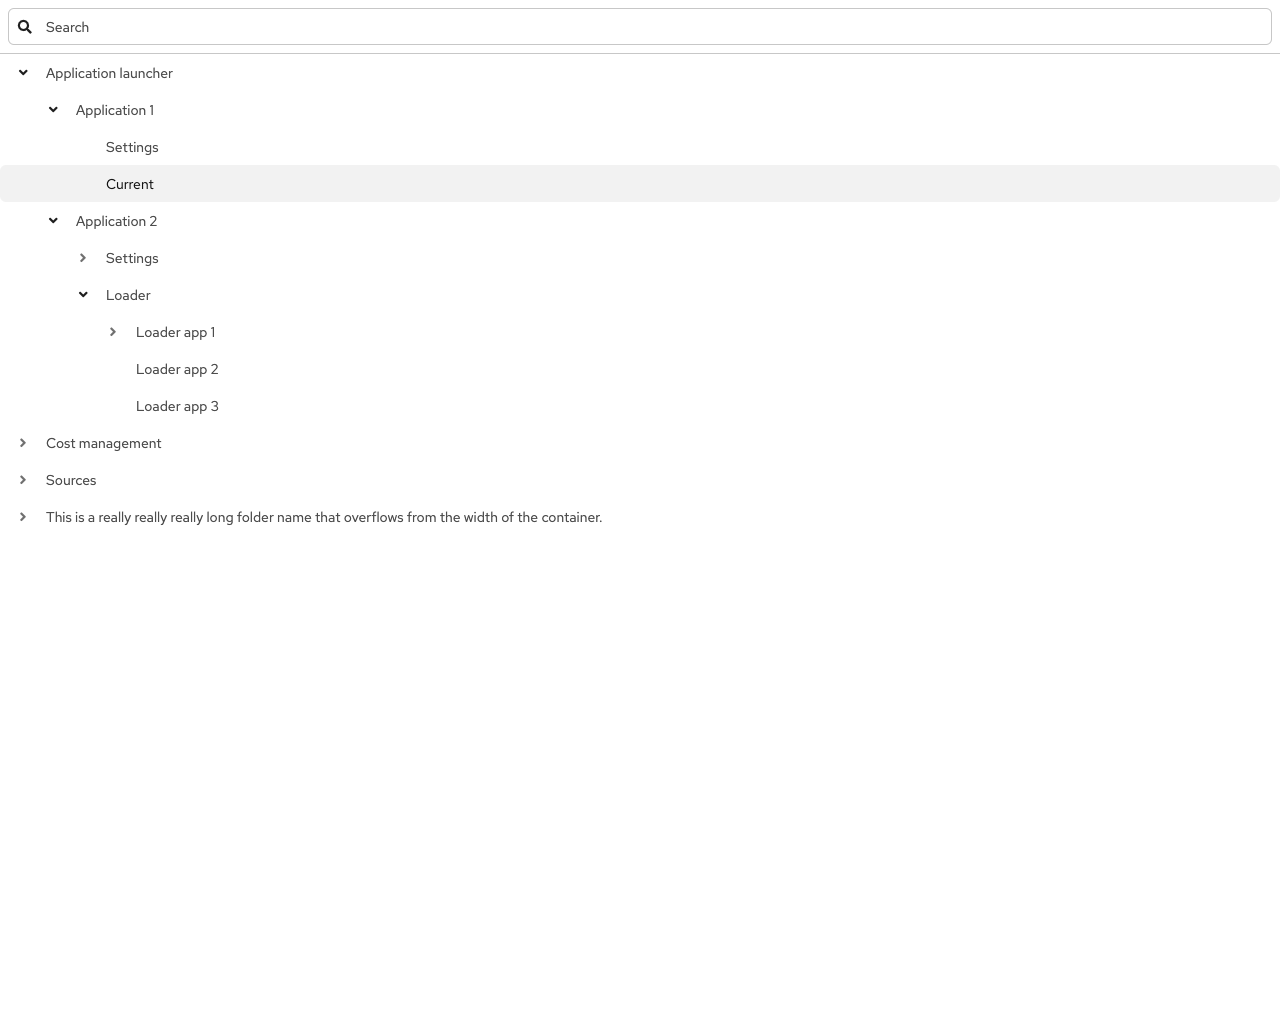 Search
Application launcher
Application 1
Settings
Current
Application 2
Settings
Loader
Loader app 1
Loader app 2
Loader app 3
Cost management
Sources
This is a really really really long folder name that overflows from the width of the container.